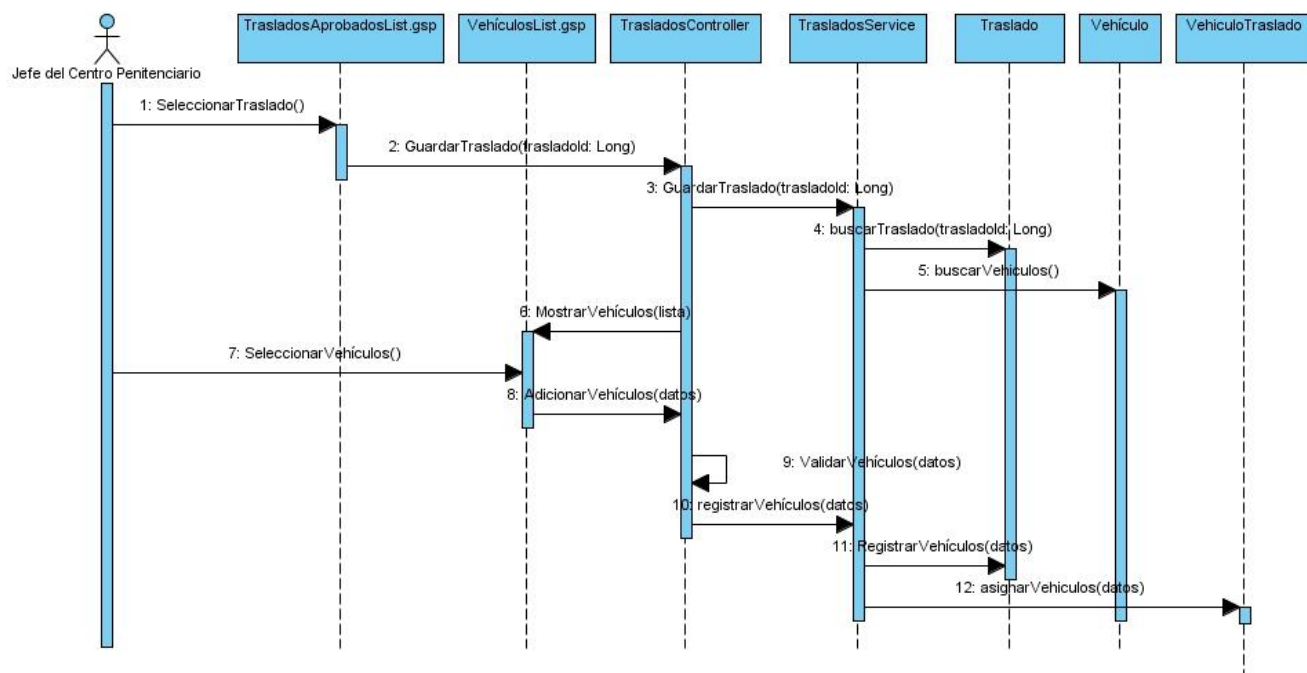 TrasladosAprobadosList.gsp
VehículosList.gsp
TrasladosController
TrasladosService
Traslado
Vehículo
VehiculoTraslado
Jefe del Centro Penitenciario
1: SeleccionarTraslado()
2: GuardarTraslado(trasladoId: Long)
3: GuardarTraslado(trasladoId: Long)
4: buscarTraslado(trasladoId: Long)
5: buscarVehiculos()
6: MostrarVehículos(lista)
7: SeleccionarVehículos()
8: AdicionarVehículos(datos)
9: ValidarVehículos(datos)
10: registrarVehículos(datos)
11: RegistrarVehículos(datos)
12: asignarVehiculos(datos)